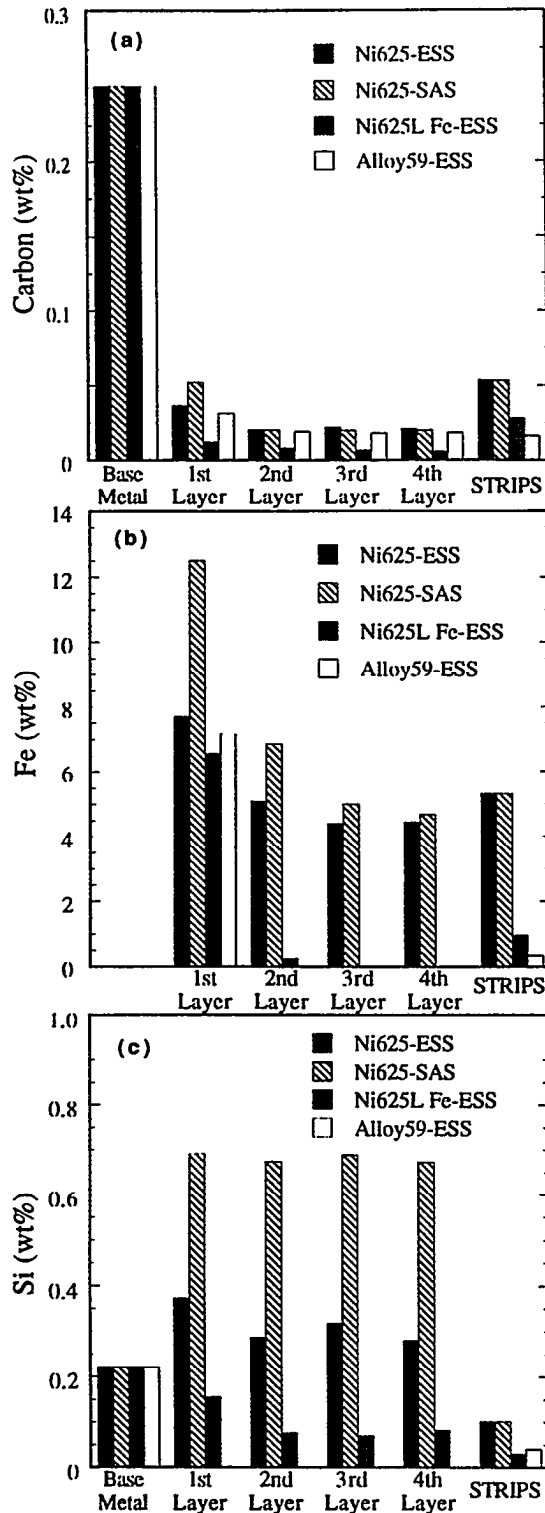 (a)
Ni625-ESS
Ni625-SAS
Ni625L Fe-ESS
Alloy59-ESS
Carbon (wt%)
0.3
0.2
0.1
0
Base Metal
1st Layer
2nd Layer
3rd Layer
4th Layer
STRIPS
(b)
Ni625-ESS
Ni625-SAS
Ni625L Fe-ESS
Alloy59-ESS
Fe (wt%)
14
12
10
8
6
4
2
0
1st Layer
2nd Layer
3rd Layer
4th Layer
STRIPS
(c)
Ni625-ESS
Ni625-SAS
Ni625L Fe-ESS
Alloy59-ESS
Si (wt%)
1.0
0.8
0.6
0.4
0.2
0
Base Metal
1st Layer
2nd Layer
3rd Layer
4th Layer
STRIPS